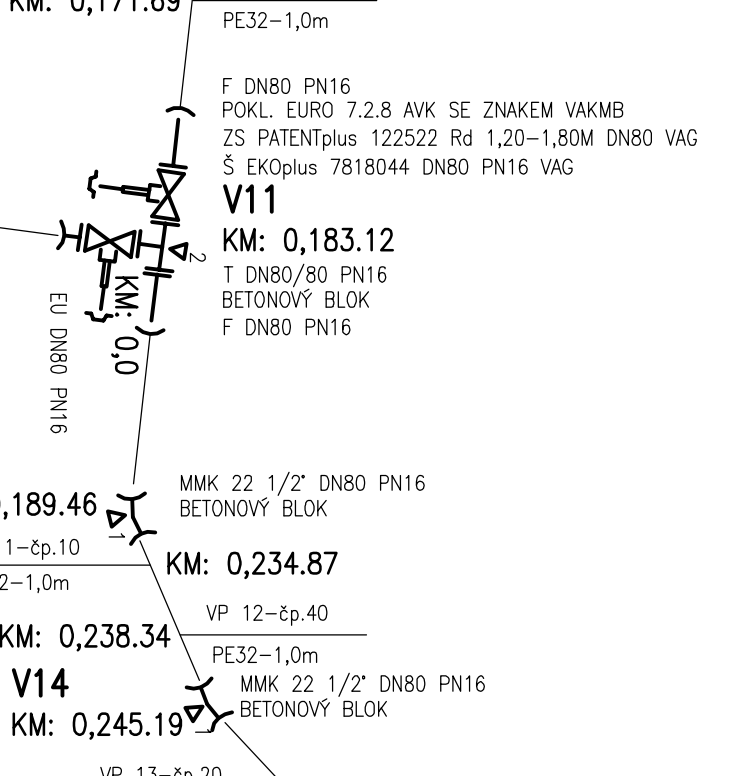 KM: 0,171.69
PE32-1,0m
F DN80 PN16
POKL. EURO 7.2.8 AVK SE ZNAKEM VAKMB
ZS PATENTplus 122522 Rd 1,20-1,80M DN80 VAG
Š EKOplus 7818044 DN80 PN16 VAG
V11
KM: 0,183.12
2
T DN80/80 PN16
BETONOVÝ BLOK
F DN80 PN16
KM: 0,0
EU DN80 PN16
MMK 22 1/2° DN80 PN16
BETONOVÝ BLOK
,189.46
1
1-čp.10
2-1,0m
KM: 0,234.87
VP 12-čp.40
KM: 0,238.34
PE32-1,0m
V14
MMK 22 1/2° DN80 PN16
BETONOVÝ BLOK
KM: 0,245.19
1
VP 13-čp.20